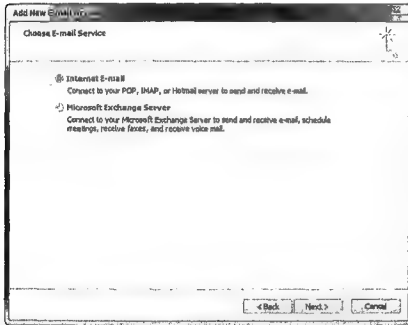 Add New E-mail
Choose E-mail Service
Internet E-mail
Connect to your POP, IMAP, or Hotmail server to send and receive e-mail.
Microsoft Exchange Server
Connect to your Microsoft Exchange Server to send and receive e-mail, schedule
meetings, receive faxes, and receive voice mail.
< Back
Next >
Cancel